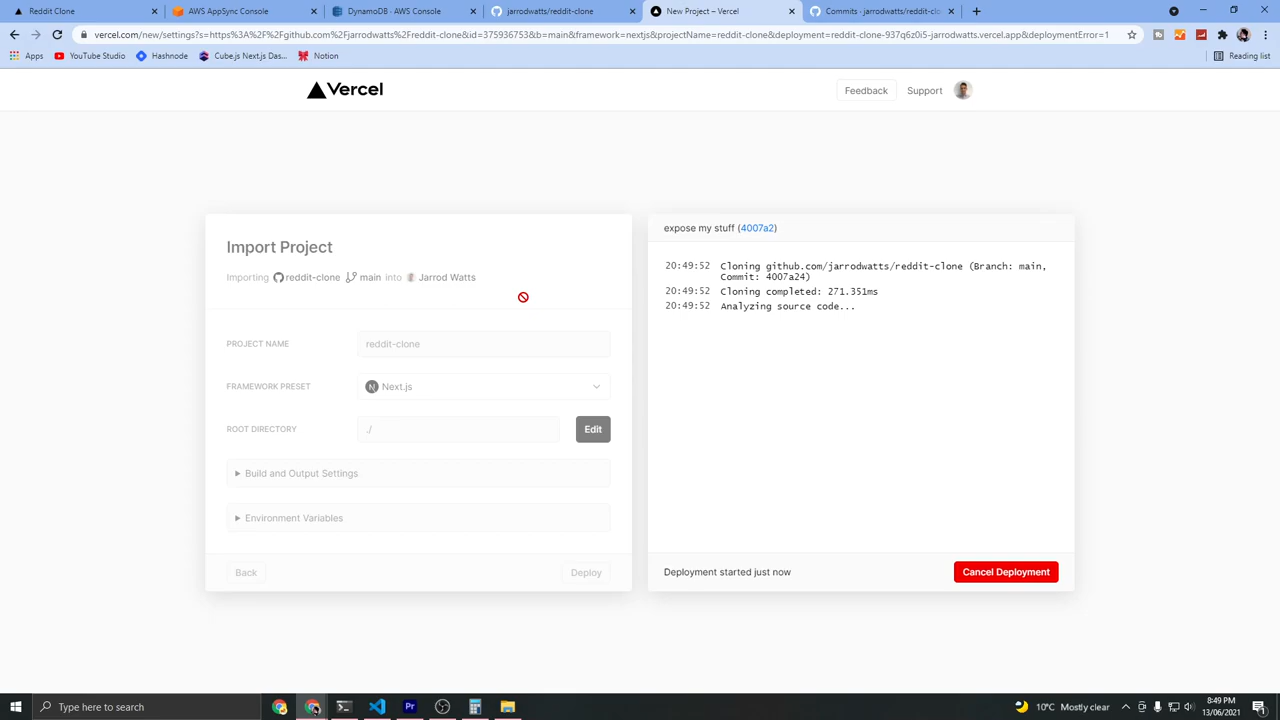 Deploy Clone
AWS AppSync Console
DynamoDB · AWS Console
jarrodwatts/reddit-clone
New Project – Vercel
Commits · jarrodwatts/reddit-clo
vercel.com/new/settings?s=https%3A%2F%2Fgithub.com%2Fjarrodwatts%2Freddit-clone&id=375936753&b=main&framework=nextjs&projectName=reddit-clone&deployment=reddit-clone-937q6z0i5-jarrodwatts.vercel.app&deploymentError=1
Apps
YouTube Studio
Hashnode
Cube.js Next.js Das...
Notion
Reading list
Vercel
Feedback
Support
Import Project
Importing reddit-clone main into Jarrod Watts
PROJECT NAME
reddit-clone
FRAMEWORK PRESET
N Next.js
ROOT DIRECTORY
./
Edit
Build and Output Settings
Environment Variables
Back
Deploy
expose my stuff (4007a2)
20:49:52 Cloning github.com/jarrodwatts/reddit-clone (Branch: main,
Commit: 4007a24)
20:49:52 Cloning completed: 271.351ms
20:49:52 Analyzing source code...
Deployment started just now
Cancel Deployment
Type here to search
Pr
10°C Mostly clear
8:49 PM
13/06/2021